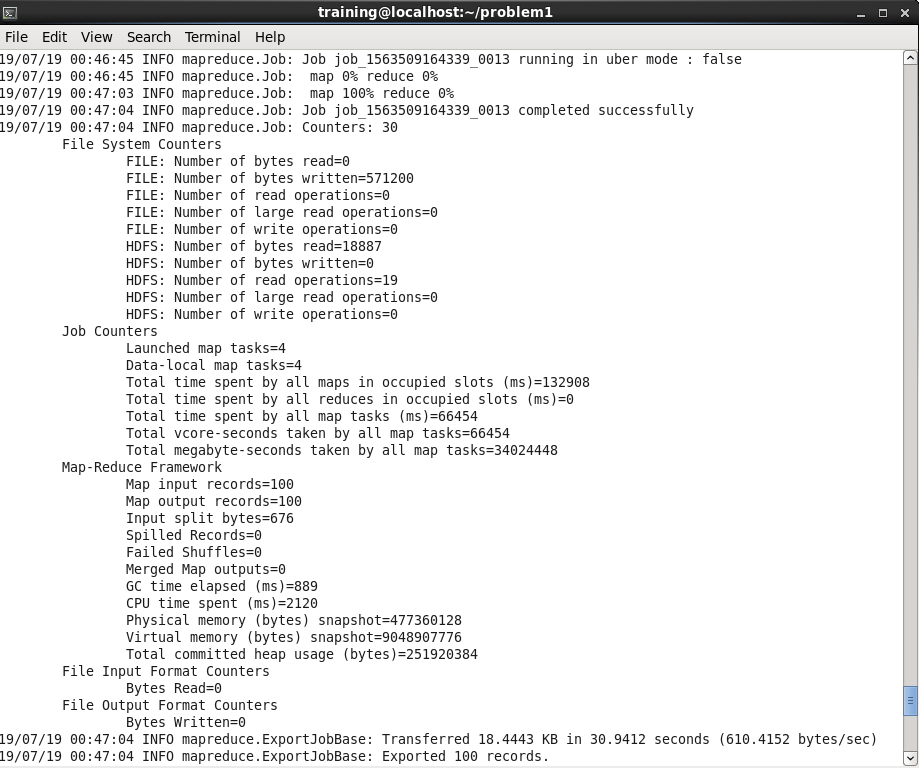 training@localhost:~/problem1
File Edit View Search Terminal Help
19/07/19 00:46:45 INFO mapreduce.Job: Job job_1563509164339_0013 running in uber mode : false
19/07/19 00:46:45 INFO mapreduce.Job:  map 0% reduce 0%
19/07/19 00:47:03 INFO mapreduce.Job:  map 100% reduce 0%
19/07/19 00:47:04 INFO mapreduce.Job: Job job_1563509164339_0013 completed successfully
19/07/19 00:47:04 INFO mapreduce.Job: Counters: 30
File System Counters
FILE: Number of bytes read=0
FILE: Number of bytes written=571200
FILE: Number of read operations=0
FILE: Number of large read operations=0
FILE: Number of write operations=0
HDFS: Number of bytes read=18887
HDFS: Number of bytes written=0
HDFS: Number of read operations=19
HDFS: Number of large read operations=0
HDFS: Number of write operations=0
Job Counters
Launched map tasks=4
Data-local map tasks=4
Total time spent by all maps in occupied slots (ms)=132908
Total time spent by all reduces in occupied slots (ms)=0
Total time spent by all map tasks (ms)=66454
Total vcore-seconds taken by all map tasks=66454
Total megabyte-seconds taken by all map tasks=34024448
Map-Reduce Framework
Map input records=100
Map output records=100
Input split bytes=676
Spilled Records=0
Failed Shuffles=0
Merged Map outputs=0
GC time elapsed (ms)=889
CPU time spent (ms)=2120
Physical memory (bytes) snapshot=477360128
Virtual memory (bytes) snapshot=9048907776
Total committed heap usage (bytes)=251920384
File Input Format Counters
Bytes Read=0
File Output Format Counters
Bytes Written=0
19/07/19 00:47:04 INFO mapreduce.ExportJobBase: Transferred 18.4443 KB in 30.9412 seconds (610.4152 bytes/sec)
19/07/19 00:47:04 INFO mapreduce.ExportJobBase: Exported 100 records.